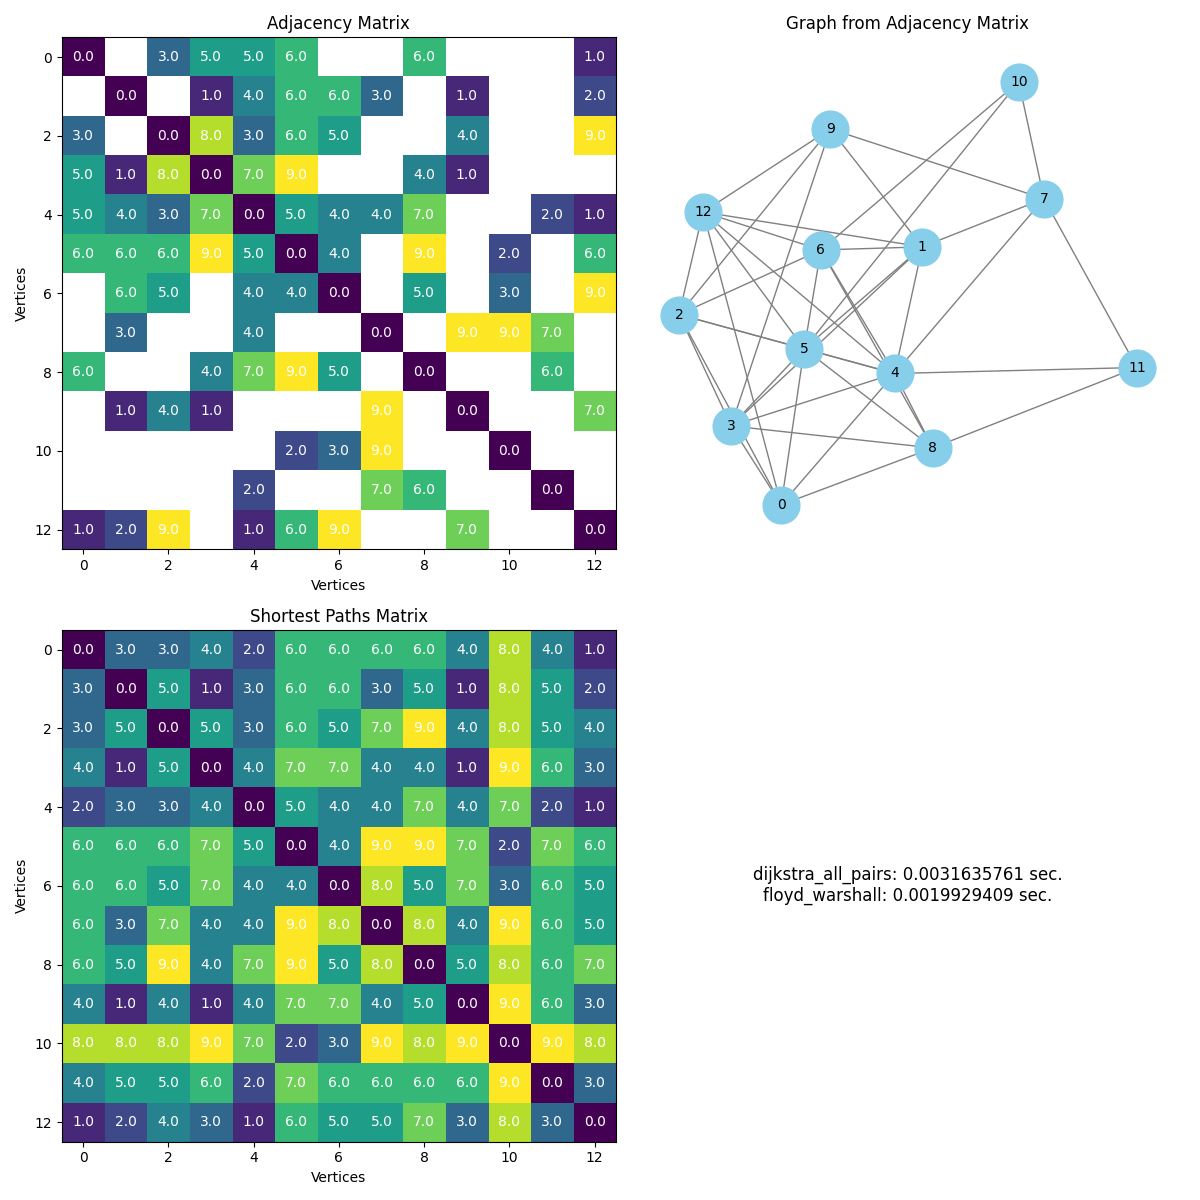 Adjacency Matrix
0 0.0 3.0 5.0 5.0 6.0 6.0 1.0
0.0 1.0 4.0 6.0 6.0 3.0 1.0 2.0
2 3.0 0.0 8.0 3.0 6.0 5.0 4.0 9.0
5.0 1.0 8.0 0.0 7.0 9.0 4.0 1.0
4 5.0 4.0 3.0 7.0 0.0 5.0 4.0 4.0 7.0 2.0 1.0
6.0 6.0 6.0 9.0 5.0 0.0 4.0 9.0 2.0 6.0
6 6.0 5.0 4.0 4.0 0.0 5.0 3.0 9.0
3.0 4.0 0.0 9.0 9.0 7.0
8 6.0 4.0 7.0 9.0 5.0 0.0 6.0
1.0 4.0 1.0 9.0 0.0 7.0
10 2.0 3.0 9.0 0.0
2.0 7.0 6.0 0.0
12 1.0 2.0 9.0 1.0 6.0 9.0 7.0 0.0
0 2 4 6 8 10 12
Vertices
Vertices
Graph from Adjacency Matrix
10
9
7
12
6
1
2
5
4
11
3
8
0
Shortest Paths Matrix
0 0.0 3.0 3.0 4.0 2.0 6.0 6.0 6.0 6.0 4.0 8.0 4.0 1.0
3.0 0.0 5.0 1.0 3.0 6.0 6.0 3.0 5.0 1.0 8.0 5.0 2.0
2 3.0 5.0 0.0 5.0 3.0 6.0 5.0 7.0 9.0 4.0 8.0 5.0 4.0
4.0 1.0 5.0 0.0 4.0 7.0 7.0 4.0 4.0 1.0 9.0 6.0 3.0
4 2.0 3.0 3.0 4.0 0.0 5.0 4.0 4.0 7.0 4.0 7.0 2.0 1.0
6.0 6.0 6.0 7.0 5.0 0.0 4.0 9.0 9.0 7.0 2.0 7.0 6.0
6 6.0 6.0 5.0 7.0 4.0 4.0 0.0 8.0 5.0 7.0 3.0 6.0 5.0
6.0 3.0 7.0 4.0 4.0 9.0 8.0 0.0 8.0 4.0 9.0 6.0 5.0
8 6.0 5.0 9.0 4.0 7.0 9.0 5.0 8.0 0.0 5.0 8.0 6.0 7.0
4.0 1.0 4.0 1.0 4.0 7.0 7.0 4.0 5.0 0.0 9.0 6.0 3.0
10 8.0 8.0 8.0 9.0 7.0 2.0 3.0 9.0 8.0 9.0 0.0 9.0 8.0
4.0 5.0 5.0 6.0 2.0 7.0 6.0 6.0 6.0 6.0 9.0 0.0 3.0
12 1.0 2.0 4.0 3.0 1.0 6.0 5.0 5.0 7.0 3.0 8.0 3.0 0.0
0 2 4 6 8 10 12
Vertices
Vertices
dijkstra_all_pairs: 0.0031635761 sec.
floyd_warshall: 0.0019929409 sec.